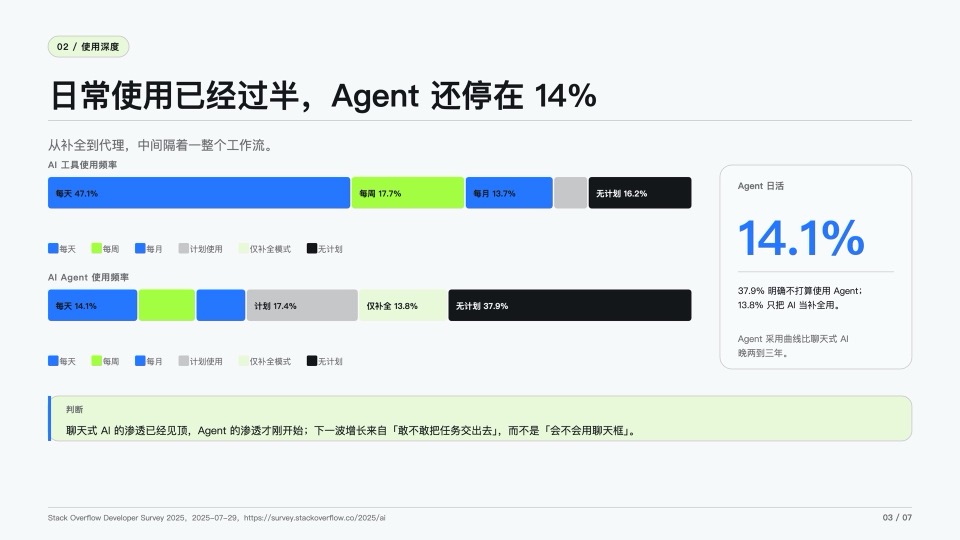 02 / 使用深度
日常使用已经过半，Agent 还停在 14%
从补全到代理，中间隔着一整个工作流。
AI 工具使用频率
每天 47.1%
每周 17.7%
每月 13.7%
无计划 16.2%
每天
每周
每月
计划使用
仅补全模式
无计划
AI Agent 使用频率
每天 14.1%
计划 17.4%
仅补全 13.8%
无计划 37.9%
每天
每周
每月
计划使用
仅补全模式
无计划
Agent 日活
14.1%
37.9% 明确不打算使用 Agent；
13.8% 只把 AI 当补全用。
Agent 采用曲线比聊天式 AI
晚两到三年。
判断
聊天式 AI 的渗透已经见顶，Agent 的渗透才刚开始；下一波增长来自「敢不敢把任务交出去」，而不是「会不会用聊天框」。
Stack Overflow Developer Survey 2025，2025-07-29，https://survey.stackoverflow.co/2025/ai
03 / 07